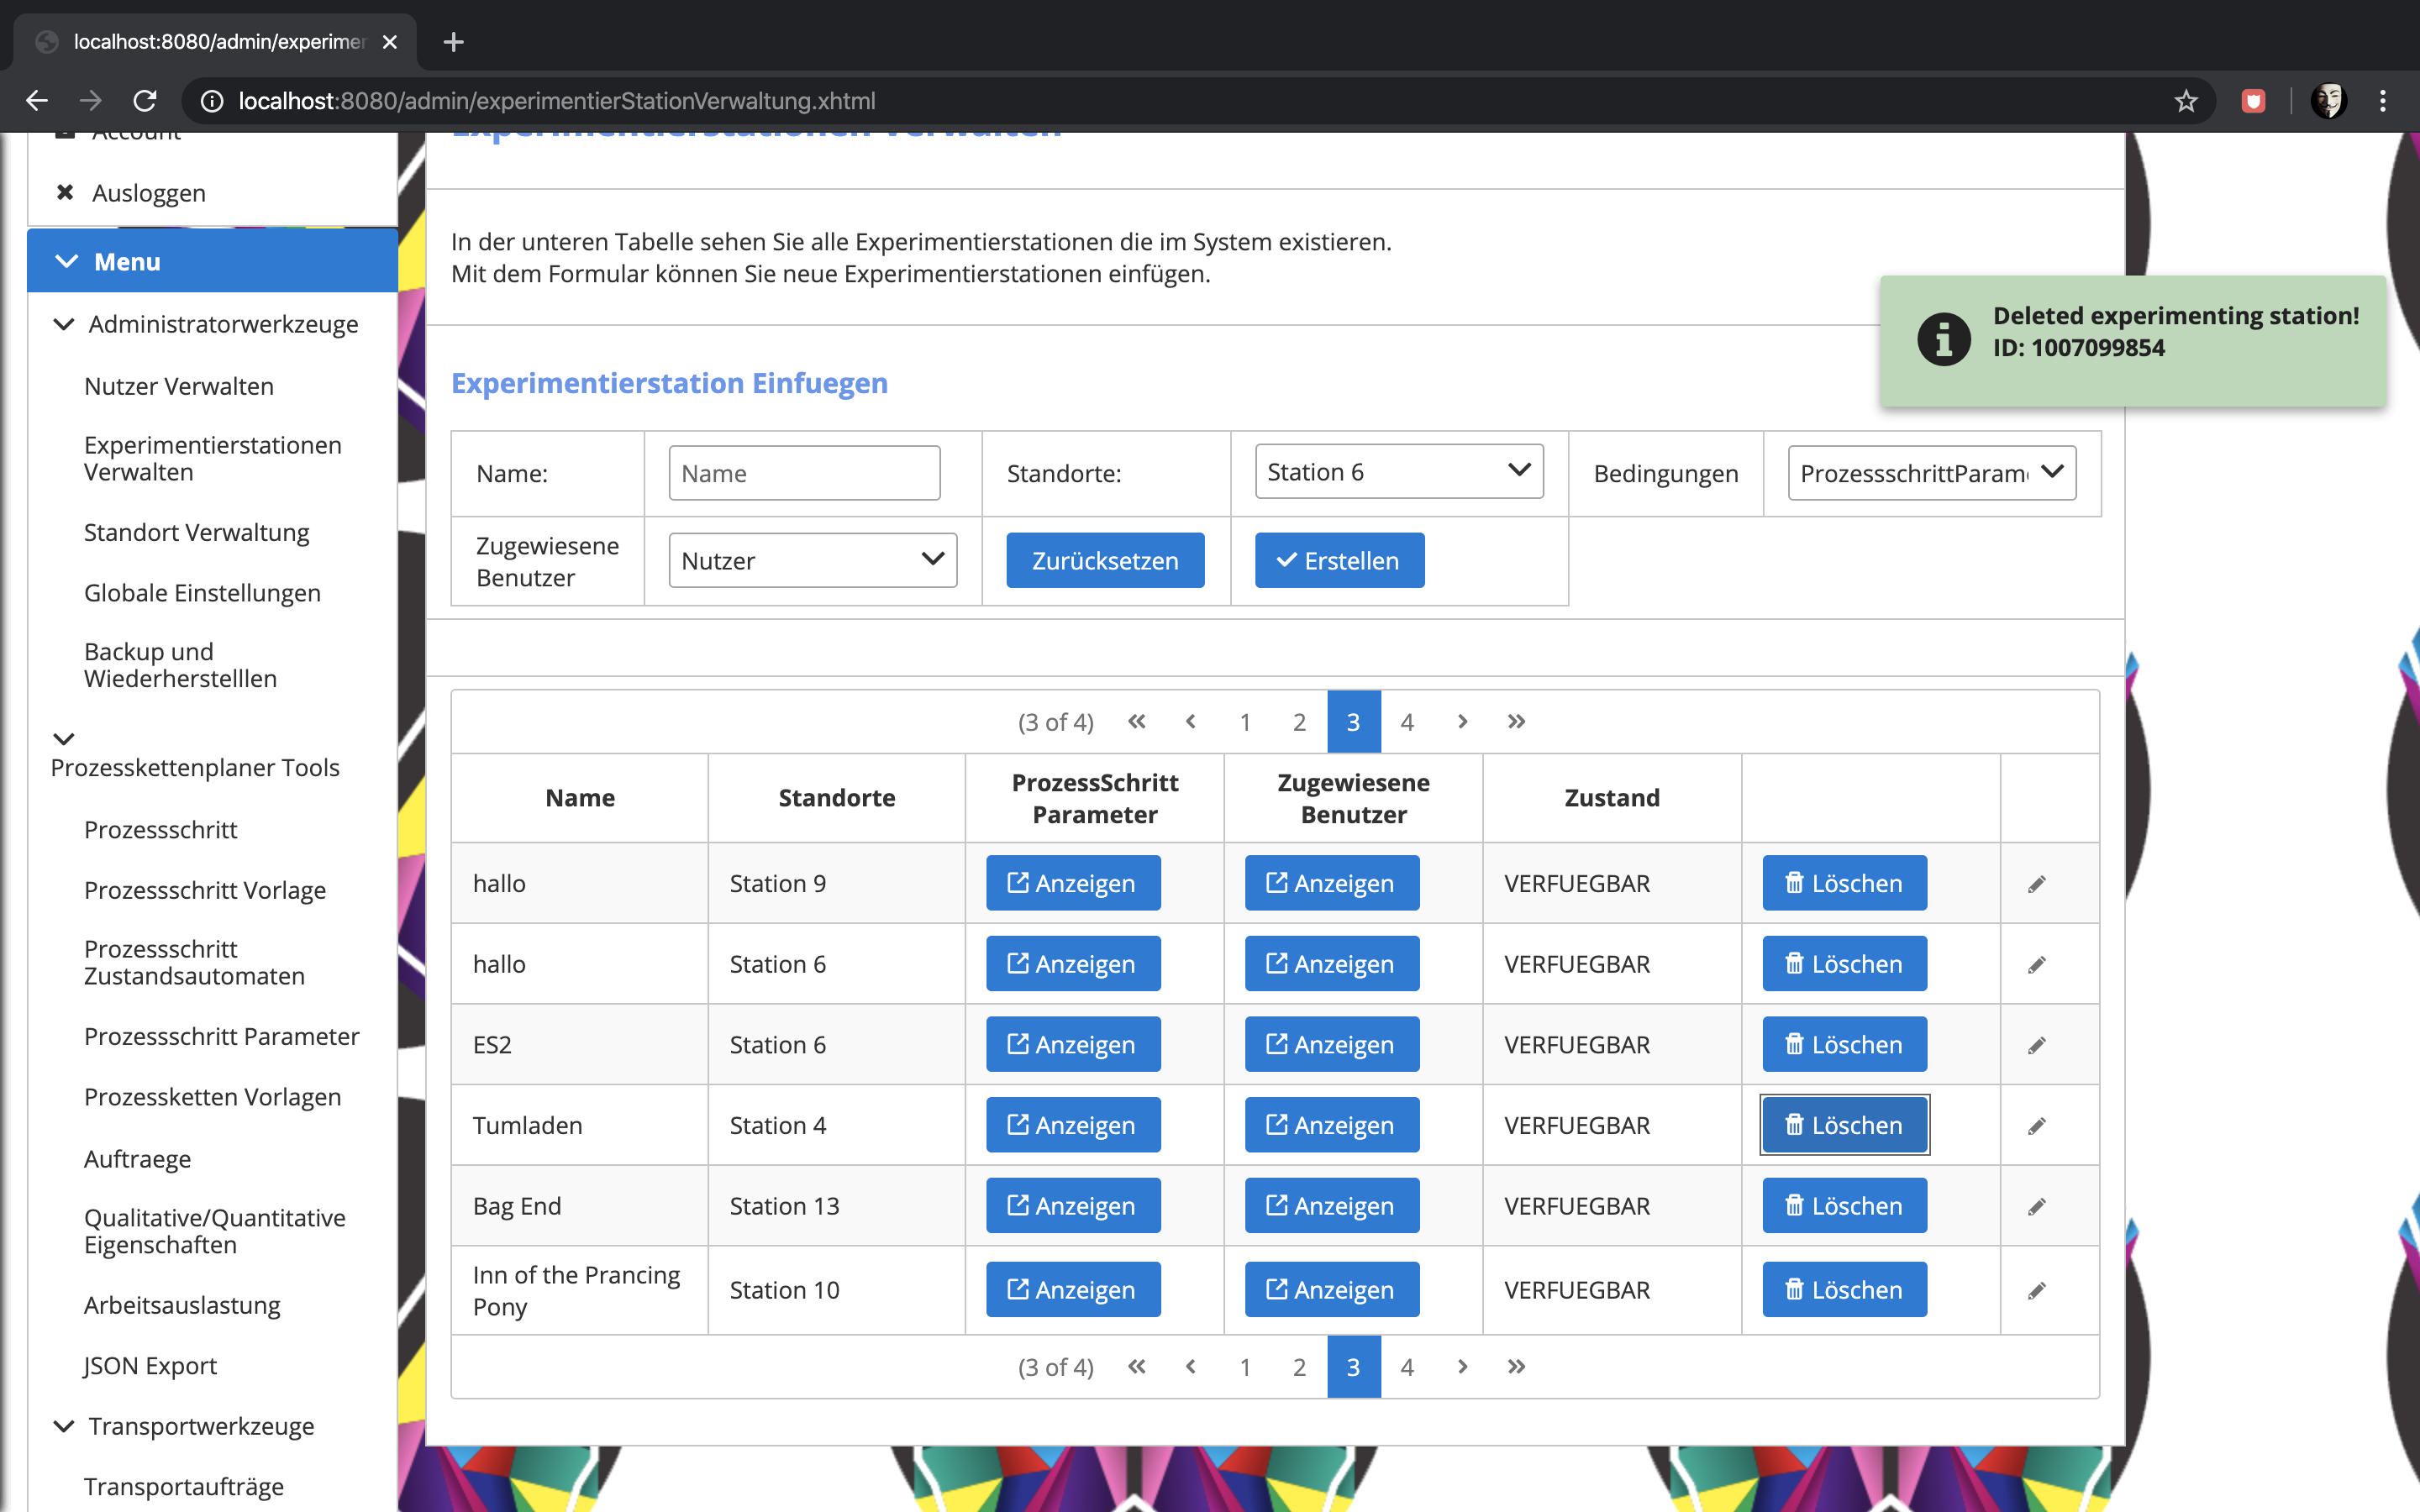 localhost:8080/admin/experimer
localhost:8080/admin/experimentierStationVerwaltung.xhtml
Account
Ausloggen
Menu
Administratorwerkzeuge
Nutzer Verwalten
Experimentierstationen
Verwalten
Standort Verwaltung
Globale Einstellungen
Backup und
Wiederherstelllen
Prozesskettenplaner Tools
Prozessschritt
Prozessschritt Vorlage
Prozessschritt
Zustandsautomaten
Prozessschritt Parameter
Prozessketten Vorlagen
Auftraege
Qualitative/Quantitative
Eigenschaften
Arbeitsauslastung
JSON Export
Transportwerkzeuge
Transportaufträge
Experimentierstationen Verwalten
In der unteren Tabelle sehen Sie alle Experimentierstationen die im System existieren.
Mit dem Formular können Sie neue Experimentierstationen einfügen.
Deleted experimenting station!
ID: 1007099854
Experimentierstation Einfuegen
Name: Name Standorte: Station 6 Bedingungen ProzessschrittParam
Zugewiesene
Benutzer Nutzer Zurücksetzen Erstellen
(3 of 4) « ‹ 1 2 3 4 › »
Name Standorte ProzessSchritt Parameter Zugewiesene Benutzer Zustand
hallo Station 9 Anzeigen Anzeigen VERFUEGBAR Löschen
hallo Station 6 Anzeigen Anzeigen VERFUEGBAR Löschen
ES2 Station 6 Anzeigen Anzeigen VERFUEGBAR Löschen
Tumladen Station 4 Anzeigen Anzeigen VERFUEGBAR Löschen
Bag End Station 13 Anzeigen Anzeigen VERFUEGBAR Löschen
Inn of the Prancing Pony Station 10 Anzeigen Anzeigen VERFUEGBAR Löschen
(3 of 4) « ‹ 1 2 3 4 › »